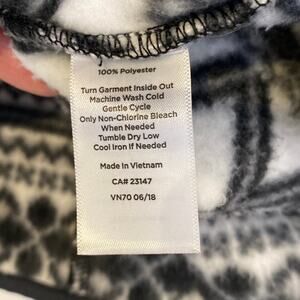 100% Polyester
Turn Garment Inside Out
Machine Wash Cold
Gentle Cycle
Only Non-Chlorine Bleach
When Needed
Tumble Dry Low
Cool Iron If Needed
Made in Vietnam
CA# 23147
VN70 06/18